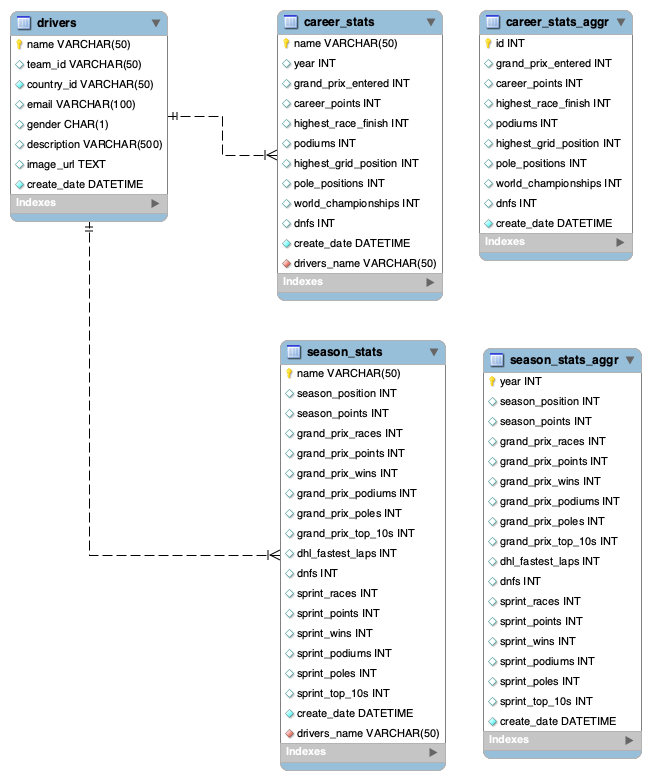 drivers
name VARCHAR(50)
team_id VARCHAR(50)
country_id VARCHAR(50)
email VARCHAR(100)
gender CHAR(1)
description VARCHAR(500)
image_url TEXT
create_date DATETIME
Indexes
career_stats
name VARCHAR(50)
year INT
grand_prix_entered INT
career_points INT
highest_race_finish INT
podiums INT
highest_grid_position INT
pole_positions INT
world_championships INT
dnfs INT
create_date DATETIME
drivers_name VARCHAR(50)
Indexes
career_stats_aggr
id INT
grand_prix_entered INT
career_points INT
highest_race_finish INT
podiums INT
highest_grid_position INT
pole_positions INT
world_championships INT
dnfs INT
create_date DATETIME
Indexes
season_stats
name VARCHAR(50)
season_position INT
season_points INT
grand_prix_races INT
grand_prix_points INT
grand_prix_wins INT
grand_prix_podiums INT
grand_prix_poles INT
grand_prix_top_10s INT
dhl_fastest_laps INT
dnfs INT
sprint_races INT
sprint_points INT
sprint_wins INT
sprint_podiums INT
sprint_poles INT
sprint_top_10s INT
create_date DATETIME
drivers_name VARCHAR(50)
Indexes
season_stats_aggr
year INT
season_position INT
season_points INT
grand_prix_races INT
grand_prix_points INT
grand_prix_wins INT
grand_prix_podiums INT
grand_prix_poles INT
grand_prix_top_10s INT
dhl_fastest_laps INT
dnfs INT
sprint_races INT
sprint_points INT
sprint_wins INT
sprint_podiums INT
sprint_poles INT
sprint_top_10s INT
create_date DATETIME
Indexes